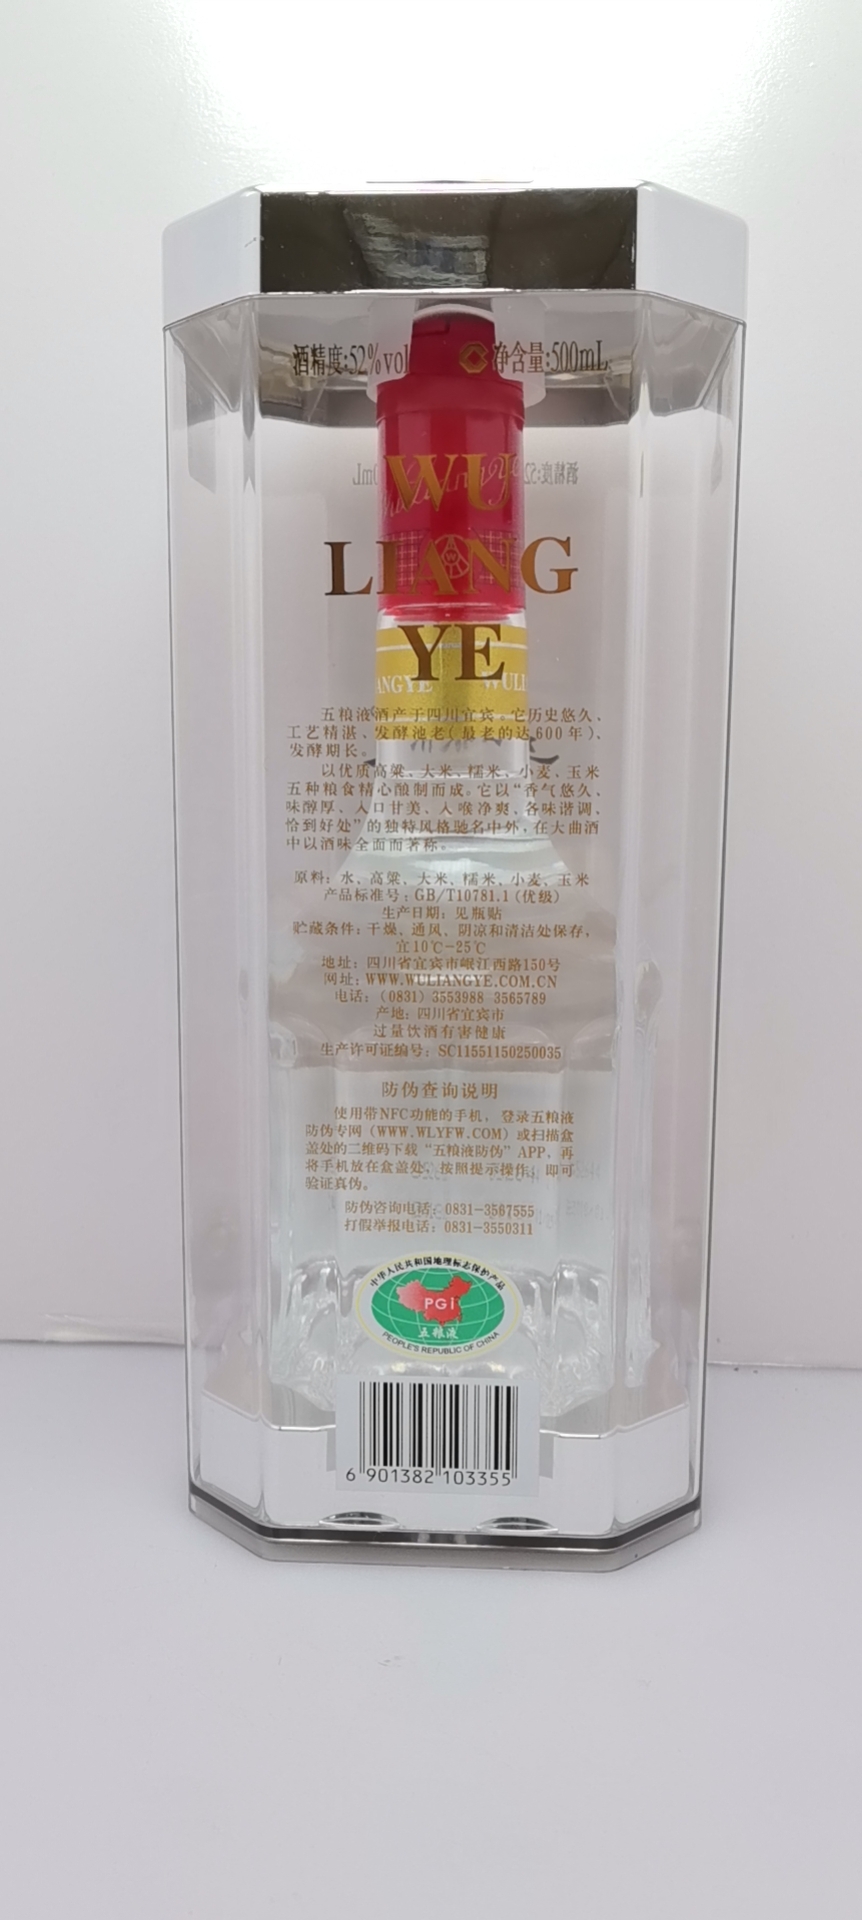 酒精度:52%vol 净含量:500mL
WU
LIANG
YE
五粮液酒产于四川宜宾。它历史悠久、
工艺精湛、发酵池老(最老的达600年)、
发酵期长。
以优质高粱、大米、糯米、小麦、玉米
五种粮食精心酿制而成。它以“香气悠久、
味醇厚、入口甘美、入喉净爽、各味谐调、
恰到好处”的独特风格驰名中外,在大曲酒
中以酒味全面而著称。
原料: 水、高粱、大米、糯米、小麦、玉米
产品标准号: GB/T10781.1 (优级)
生产日期: 见瓶贴
贮藏条件: 干燥、通风、阴凉和清洁处保存,
宜10℃-25℃
地址: 四川省宜宾市岷江西路150号
网址: WWW.WULIANGYE.COM.CN
电话: (0831) 3553988 3565789
产地: 四川省宜宾市
过量饮酒有害健康
生产许可证编号: SC11551150250035
防伪查询说明
使用带NFC功能的手机, 登录五粮液
防伪专网 (WWW.WLYFW.COM) 或扫描盒
盖处的二维码下载 “五粮液防伪” APP, 再
将手机放在盒盖处, 按照提示操作, 即可
验证真伪。
防伪咨询电话: 0831-3567555
打假举报电话: 0831-3550311
中华人民共和国地理标志保护产品
PGI
五粮液
PEOPLE'S REPUBLIC OF CHINA
6 901382 103355